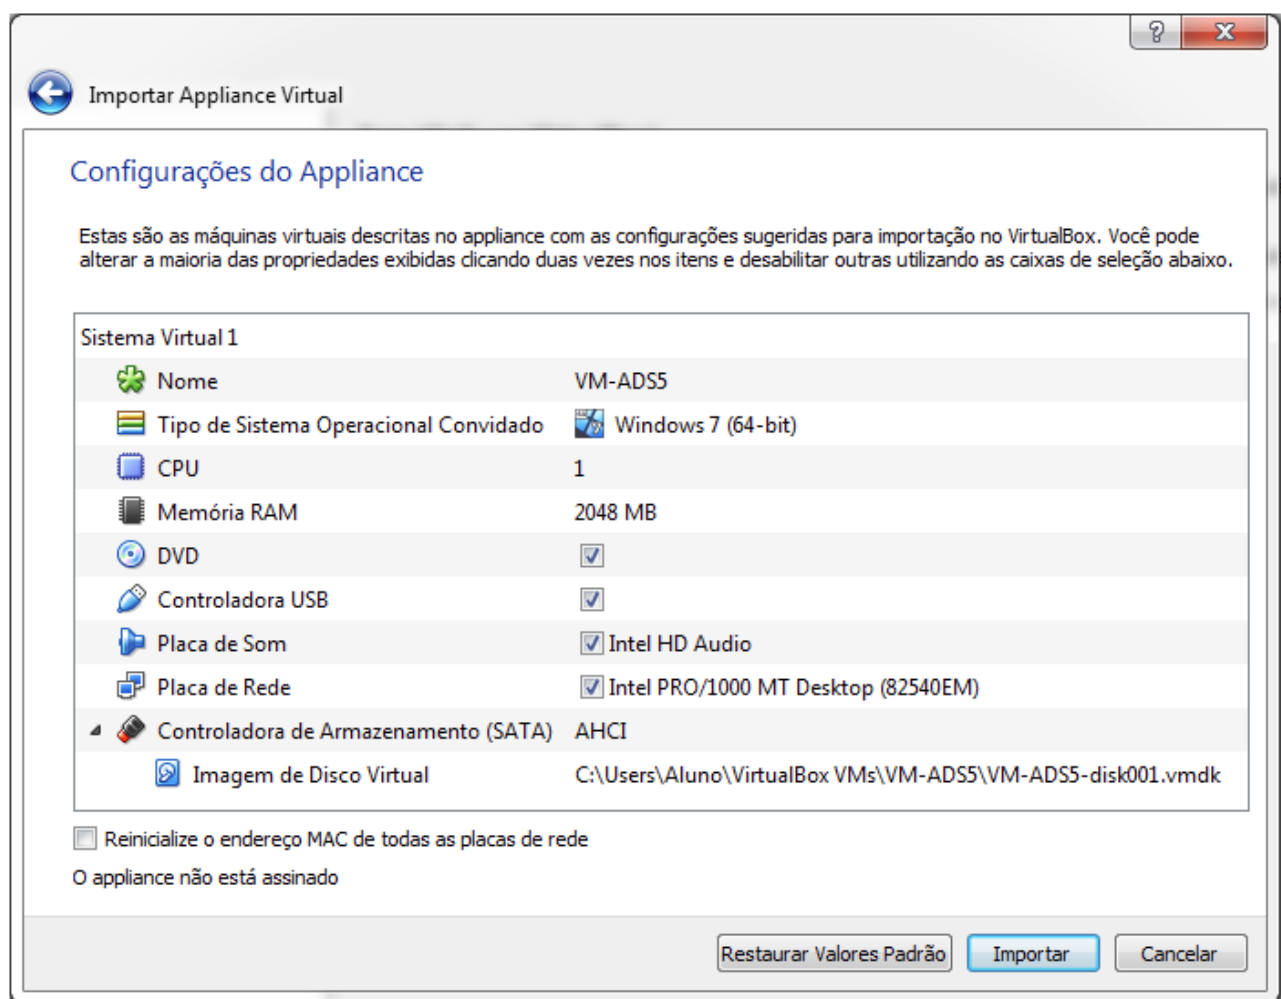 Importar Appliance Virtual
Configurações do Appliance
Estas são as máquinas virtuais descritas no appliance com as configurações sugeridas para importação no VirtualBox. Você pode
alterar a maioria das propriedades exibidas clicando duas vezes nos itens e desabilitar outras utilizando as caixas de seleção abaixo.
Sistema Virtual 1
Nome VM-ADS5
Tipo de Sistema Operacional Convidado Windows 7 (64-bit)
CPU 1
Memória RAM 2048 MB
DVD
Controladora USB
Placa de Som Intel HD Audio
Placa de Rede Intel PRO/1000 MT Desktop (82540EM)
Controladora de Armazenamento (SATA) AHCI
Imagem de Disco Virtual C:\Users\Aluno\VirtualBox VMs\VM-ADS5\VM-ADS5-disk001.vmdk
Reinicialize o endereço MAC de todas as placas de rede
O appliance não está assinado
Restaurar Valores Padrão Importar Cancelar